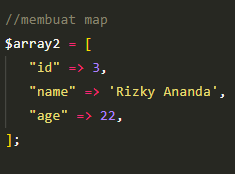 //membuat map
$array2 = [
"id" => 3,
"name" => 'Rizky Ananda',
"age" => 22,
];